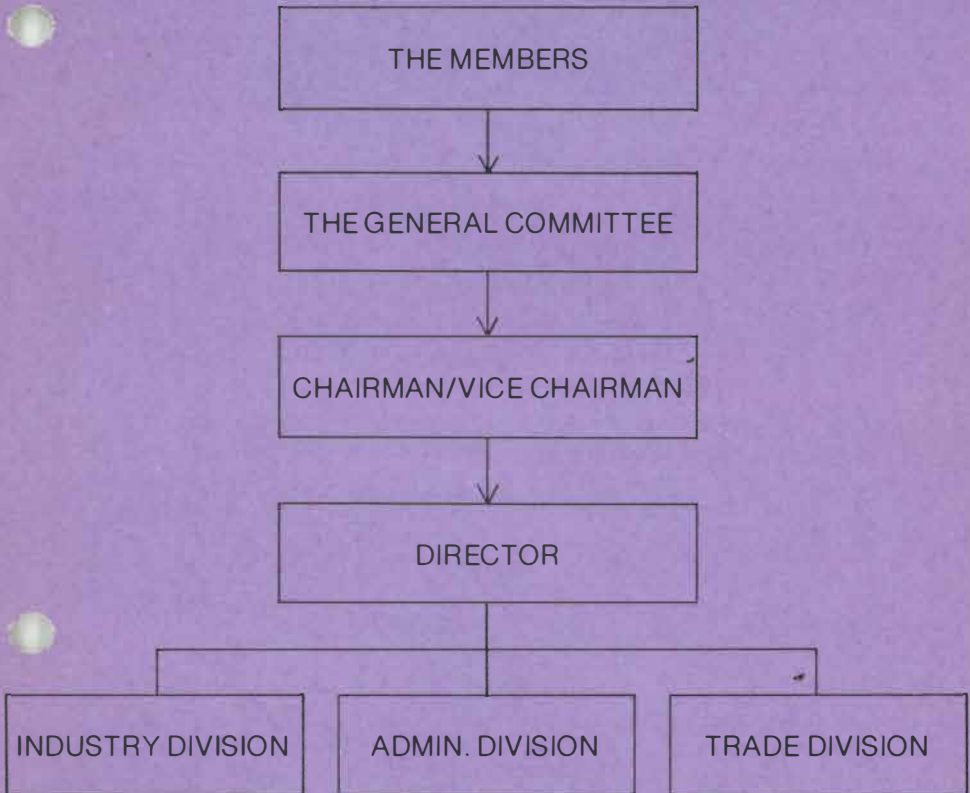 THE MEMBERS
THE GENERAL COMMITTEE
CHAIRMAN/VICE CHAIRMAN
DIRECTOR
INDUSTRY DIVISION
ADMIN. DIVISION
TRADE DIVISION